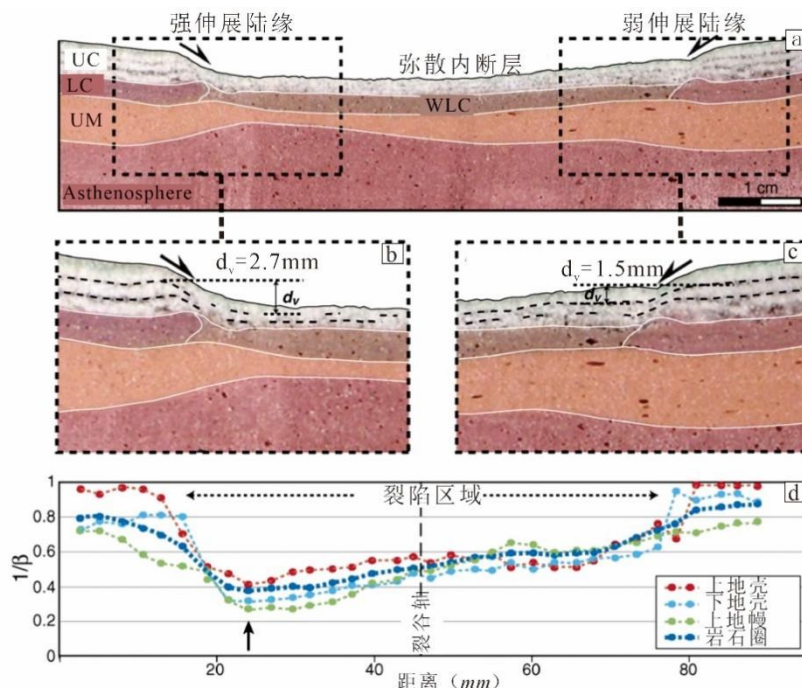 强伸展陆缘
弱伸展陆缘
a
UC
弥散内断层
LC
WLC
UM
Asthenosphere
1 cm
dv=2.7mm
b
dv
dv=1.5mm
c
dv
1
裂陷区域
d
0.8
0.6
1/β
0.4
0.2
0
裂谷轴
上地壳
下地壳
上地幔
岩石圈
20
40
60
80
距离（mm）